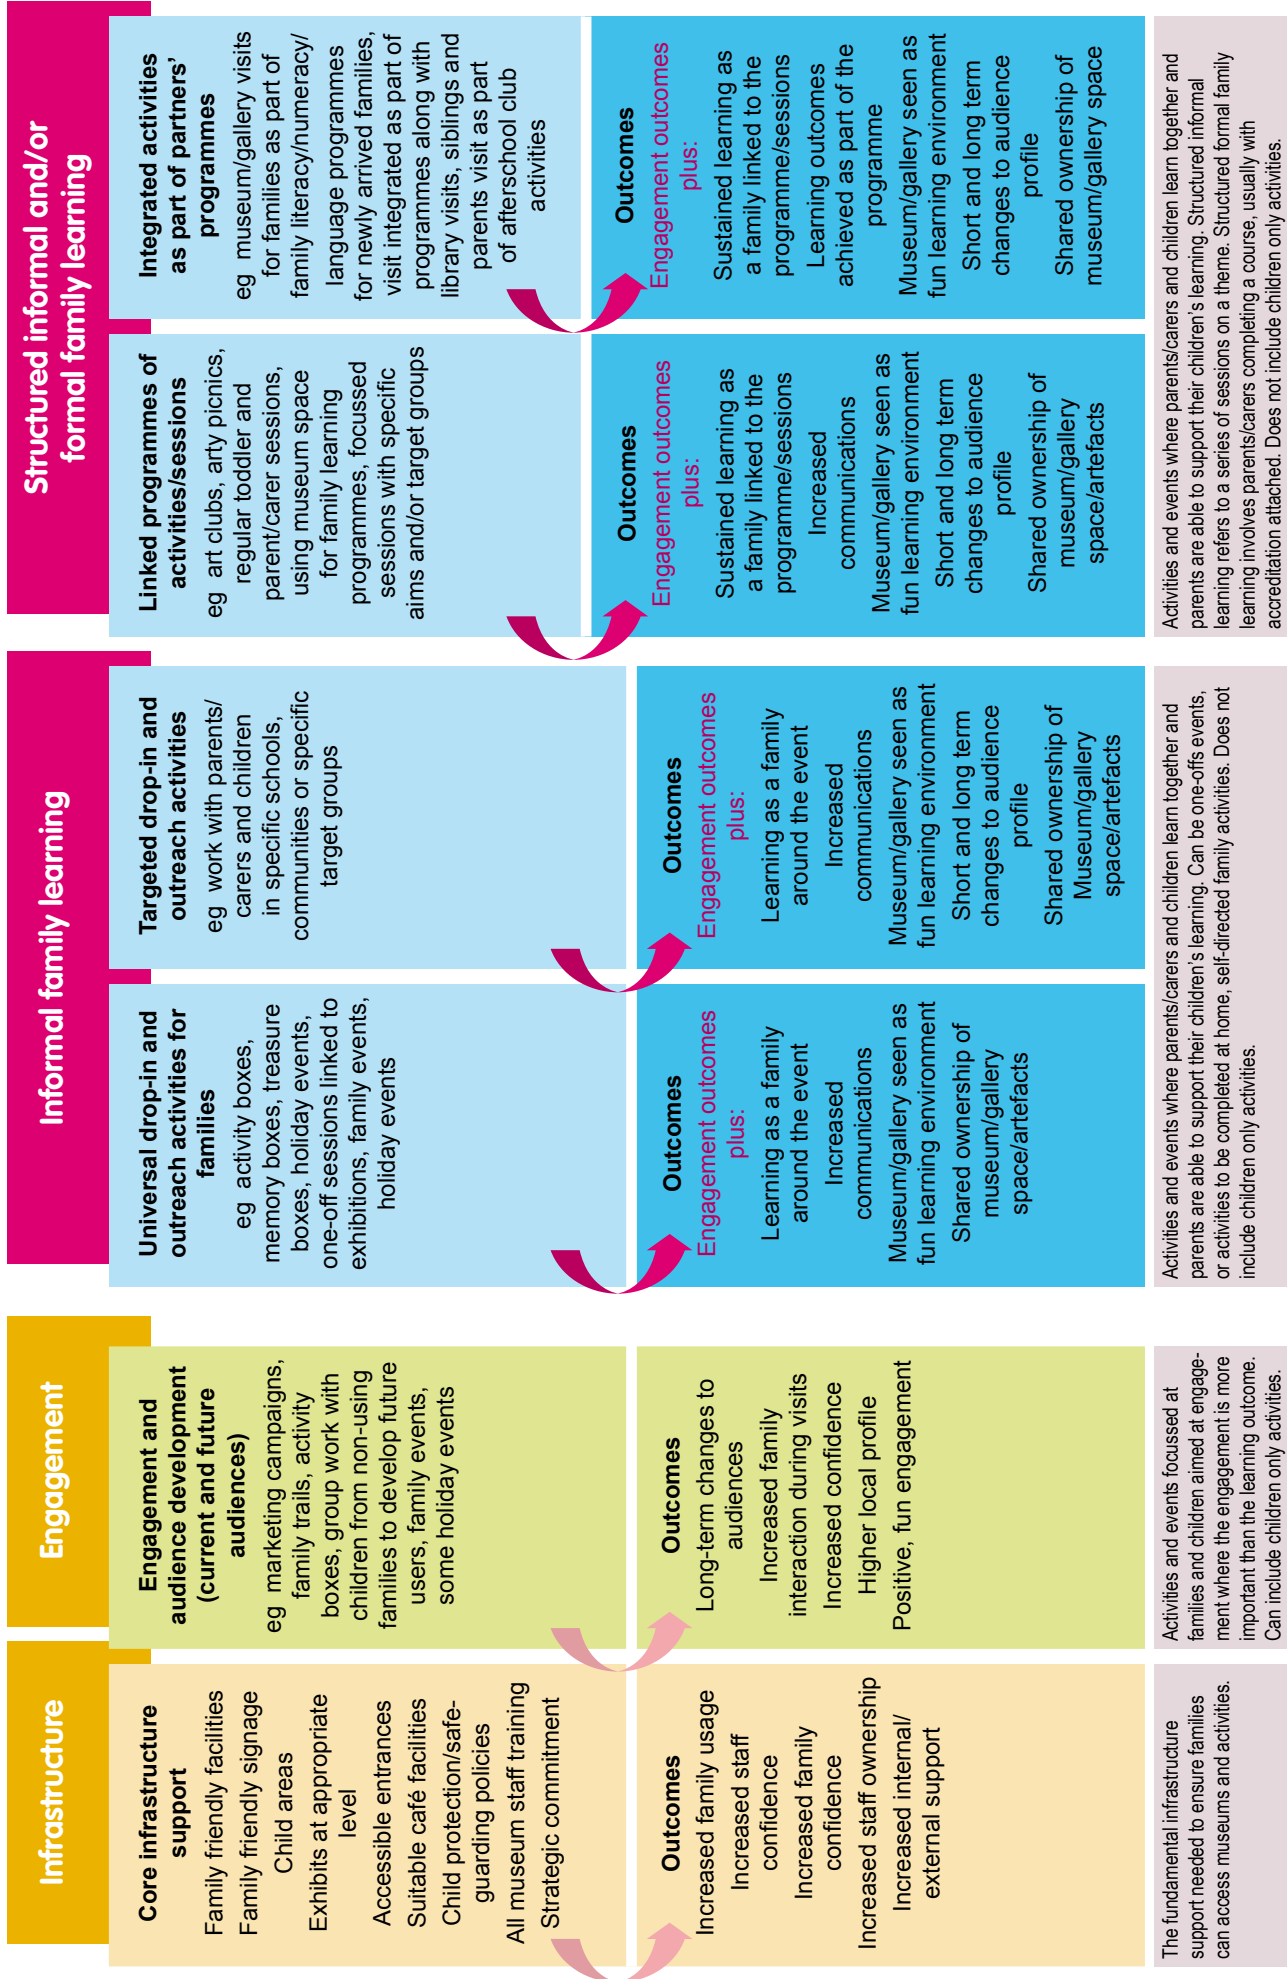 Infrastructure
Core infrastructure
support
Family friendly facilities
Family friendly signage
Child areas
Exhibits at appropriate
level
Accessible entrances
Suitable café facilities
Child protection/safe-
guarding policies
All museum staff training
Strategic commitment
Outcomes
Increased family usage
Increased staff
confidence
Increased family
confidence
Increased staff ownership
Increased internal/
external support
The fundamental infrastructure
support needed to ensure families
can access museums and activities.
Engagement
Engagement and
audience development
(current and future
audiences)
eg marketing campaigns,
family trails, activity
boxes, group work with
children from non-using
families to develop future
users, family events,
some holiday events
Outcomes
Long-term changes to
audiences
Increased family
interaction during visits
Increased confidence
Higher local profile
Positive, fun engagement
Activities and events focussed at
families and children aimed at engage-
ment where the engagement is more
important than the learning outcome.
Can include children only activities.
Informal family learning
Universal drop-in and
outreach activities for
families
eg activity boxes,
memory boxes, treasure
boxes, holiday events,
one-off sessions linked to
exhibitions, family events,
holiday events
Outcomes
Engagement outcomes
plus:
Learning as a family
around the event
Increased
communications
Museum/gallery seen as
fun learning environment
Shared ownership of
museum/gallery
space/artefacts
Targeted drop-in and
outreach activities
eg work with parents/
carers and children
in specific schools,
communities or specific
target groups
Outcomes
Engagement outcomes
plus:
Learning as a family
around the event
Increased
communications
Museum/gallery seen as
fun learning environment
Short and long term
changes to audience
profile
Shared ownership of
Museum/gallery
space/artefacts
Activities and events where parents/carers and children learn together and
parents are able to support their children's learning. Can be one-offs events,
or activities to be completed at home, self-directed family activities. Does not
include children only activities.
Structured informal and/or
formal family learning
Linked programmes of
activities/sessions
eg art clubs, arty picnics,
regular toddler and
parent/carer sessions,
using museum space
for family learning
programmes, focussed
sessions with specific
aims and/or target groups
Outcomes
Engagement outcomes
plus:
Sustained learning as
a family linked to the
programme/sessions
Increased
communications
Museum/gallery seen as
fun learning environment
Short and long term
changes to audience
profile
Shared ownership of
museum/gallery
space/artefacts
Integrated activities
as part of partners'
programmes
eg museum/gallery visits
for families as part of
family literacy/numeracy/
language programmes
for newly arrived families,
visit integrated as part of
programmes along with
library visits, siblings and
parents visit as part
of afterschool club
activities
Outcomes
Engagement outcomes
plus:
Sustained learning as
a family linked to the
programme/sessions
Learning outcomes
achieved as part of the
programme
Museum/gallery seen as
fun learning environment
Short and long term
changes to audience
profile
Shared ownership of
museum/gallery space
Activities and events where parents/carers and children learn together and
parents are able to support their children's learning. Structured informal
learning refers to a series of sessions on a theme. Structured formal family
learning involves parents/carers completing a course, usually with
accreditation attached. Does not include children only activities.